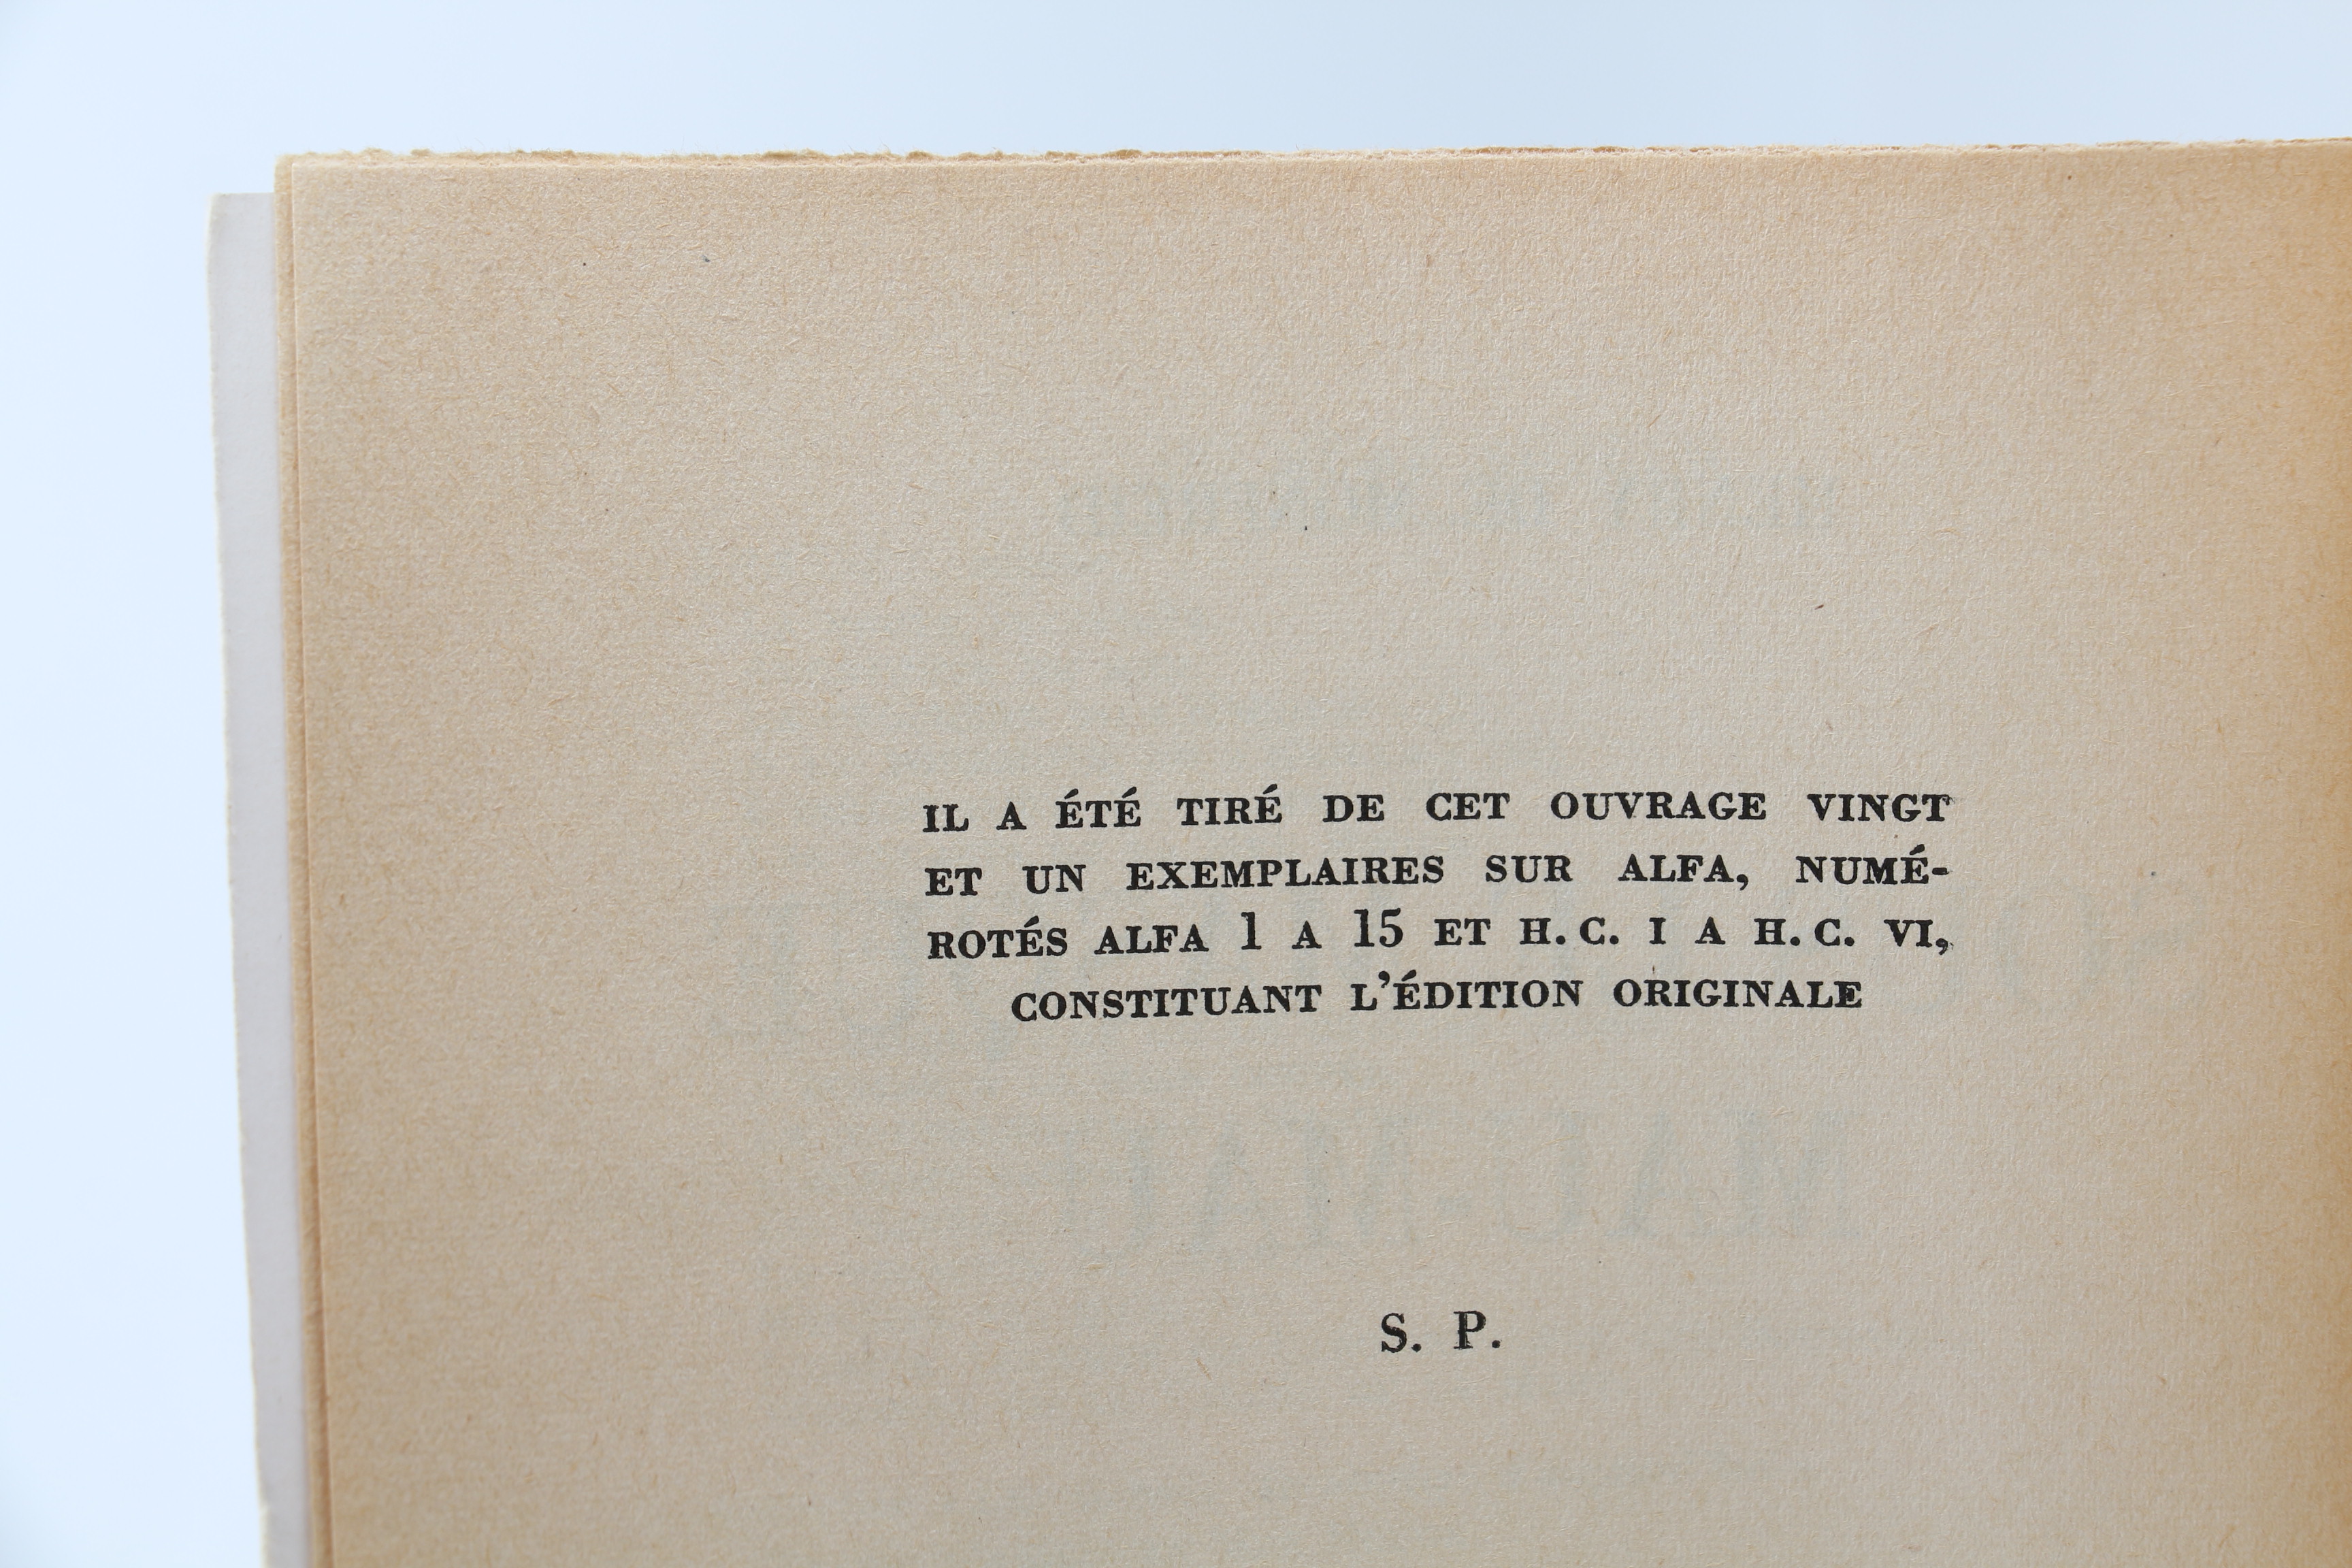 IL A ÉTÉ TIRÉ DE CET OUVRAGE VINGT
ET UN EXEMPLAIRES SUR ALFA, NUMÉ-
ROTÉS ALFA 1 A 15 ET H.C. I A H.C. VI,
CONSTITUANT L'ÉDITION ORIGINALE
S. P.